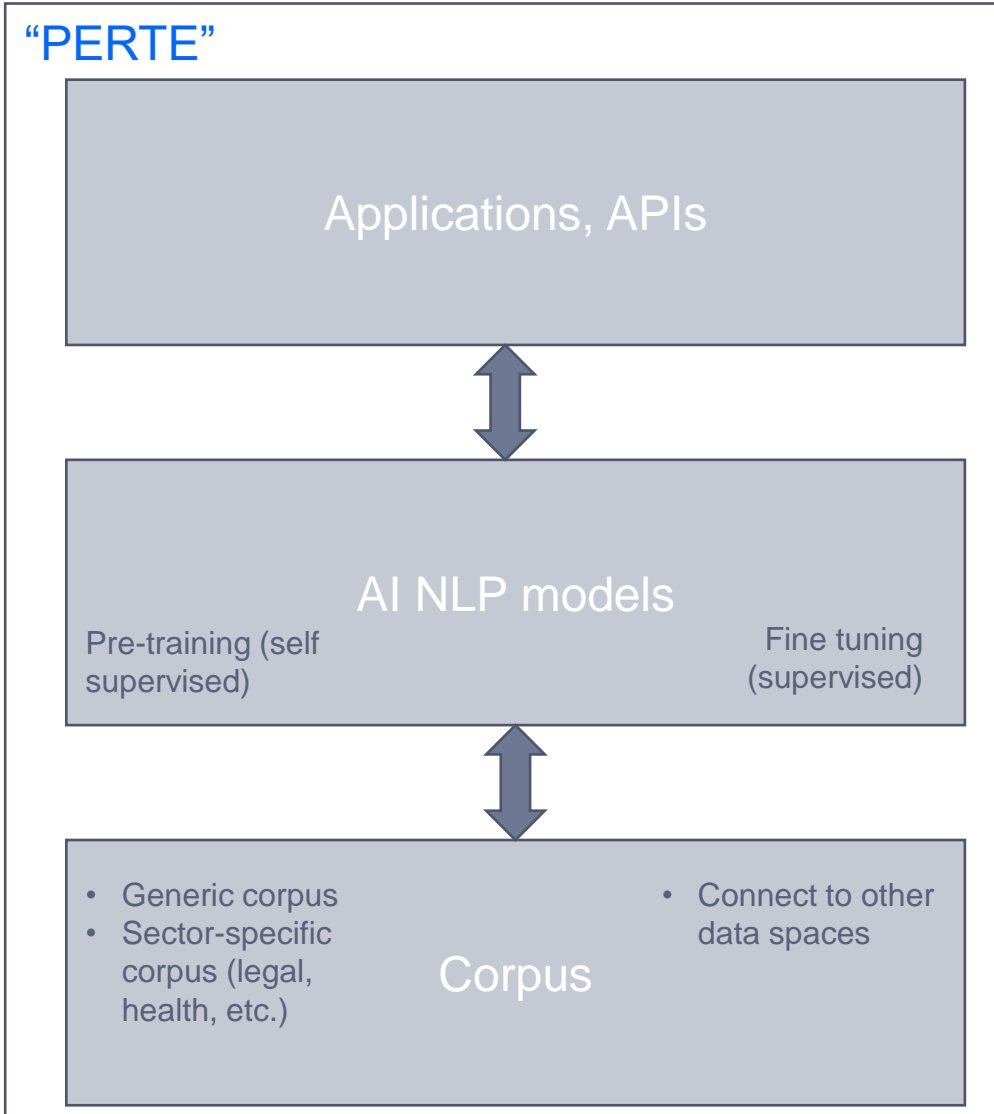 “PERTE”
Applications, APIs
AI NLP models
Pre-training (self
supervised)
Fine tuning
(supervised)
• Generic corpus
• Sector-specific
corpus (legal,
health, etc.)
• Connect to other
data spaces
Corpus